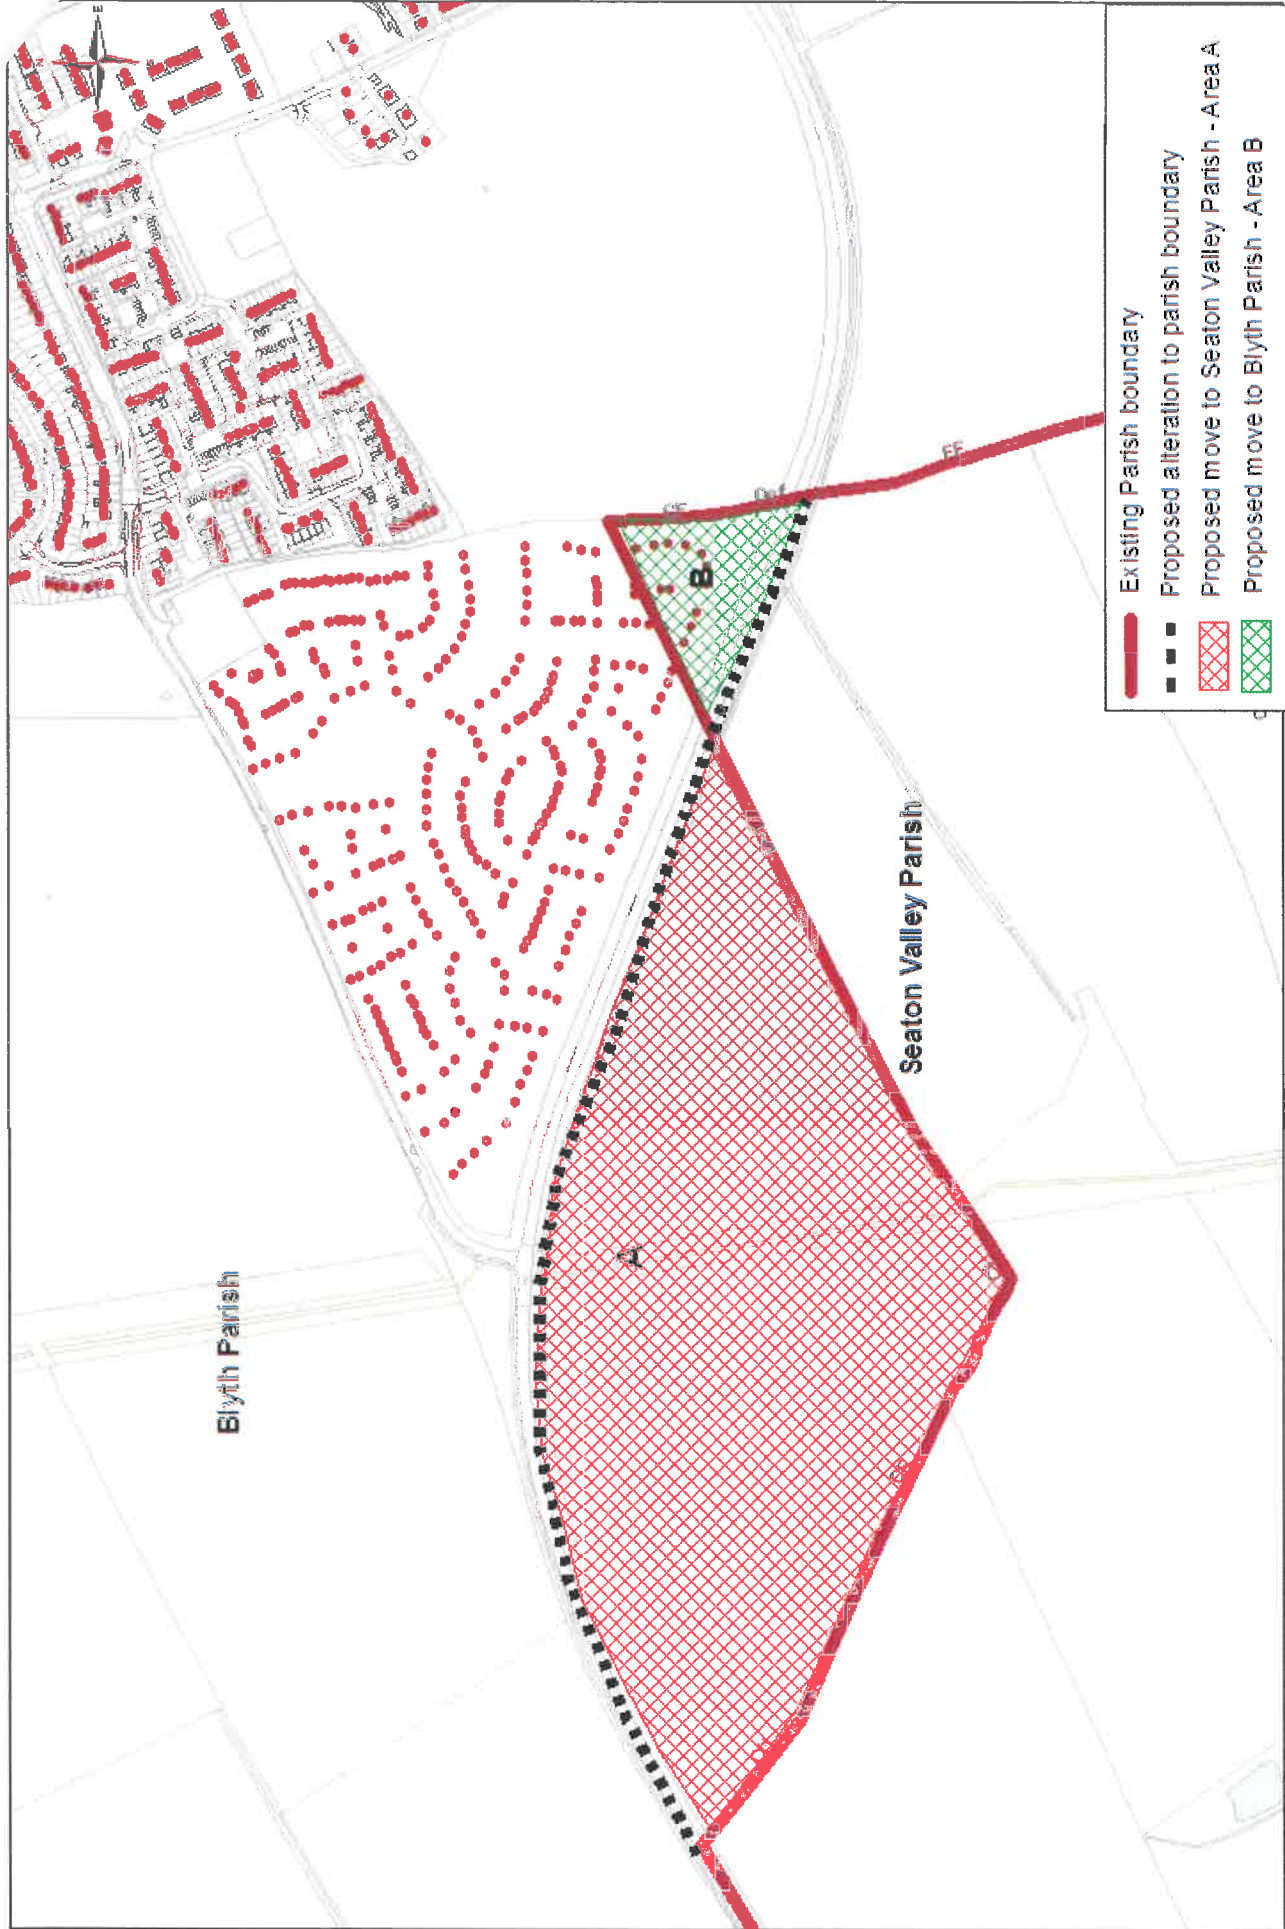 Blyth Parish
A
B
Seaton Valley Parish
Existing Parish boundary
Proposed alteration to parish boundary
Proposed move to Seaton Valley Parish - Area A
Proposed move to Blyth Parish - Area B